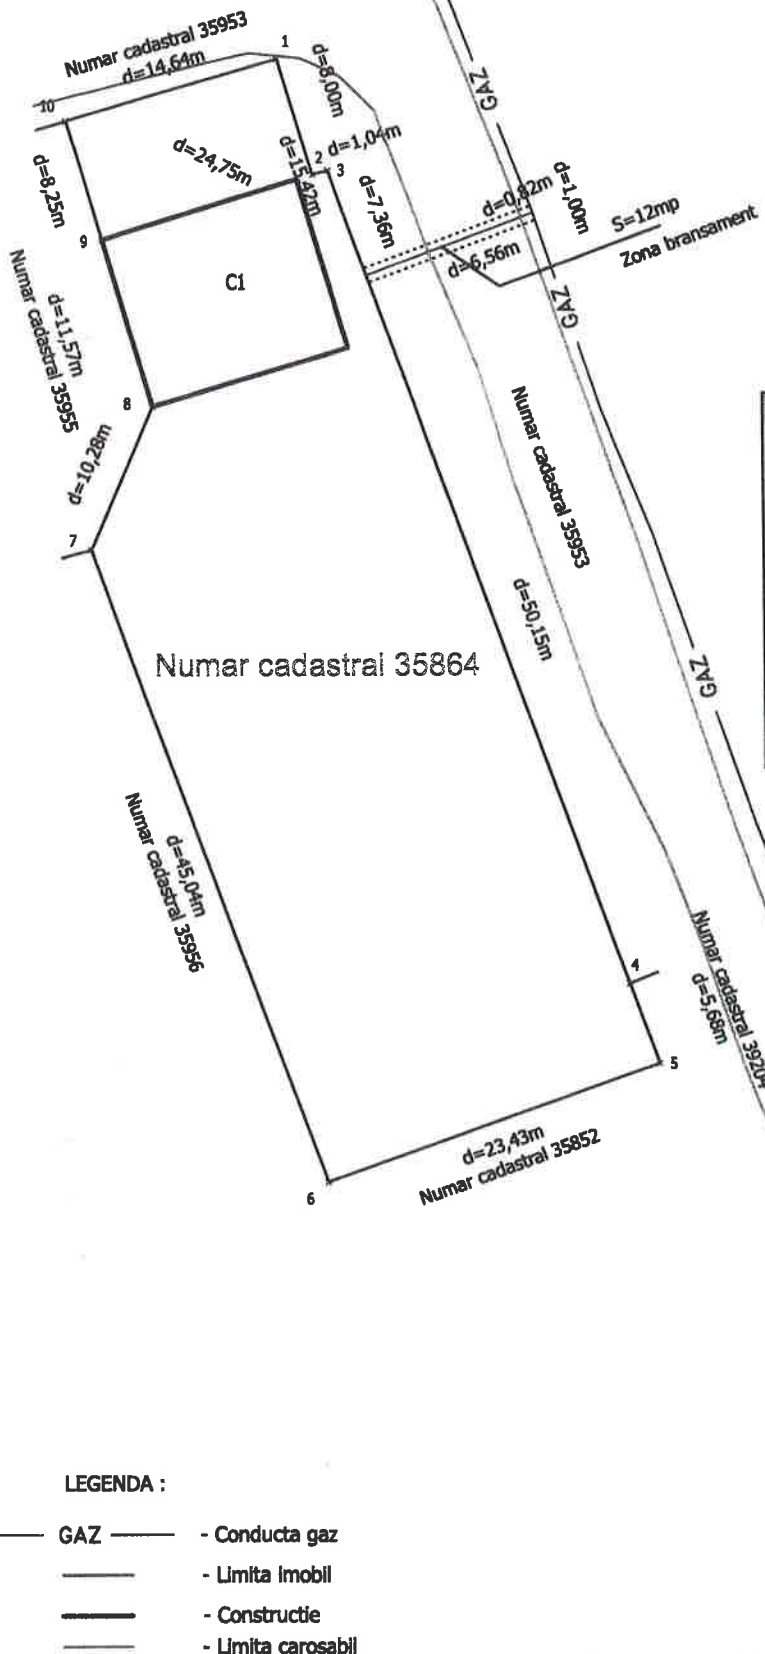 Numar cadastral 35953
d=14,64m
1
d=8,00m
10
GAZ
d=24,75m
d=15,42m
2
d=1,04m
3
d=8,25m
d=7,36m
d=0,82m
d=1,00m
S=12mp
Zona bransament
9
d=6,56m
C1
GAZ
d=11,57m
Numar cadastral 35955
8
d=10,28m
Numar cadastral 35953
7
d=50,15m
Numar cadastral 35864
GAZ
d=45,04m
Numar cadastral 35956
4
Numar cadastral 39204
d=5,68m
5
d=23,43m
Numar cadastral 35852
6
LEGENDA :
GAZ - Conducta gaz
- Limita imobil
- Constructie
- Limita carosabil